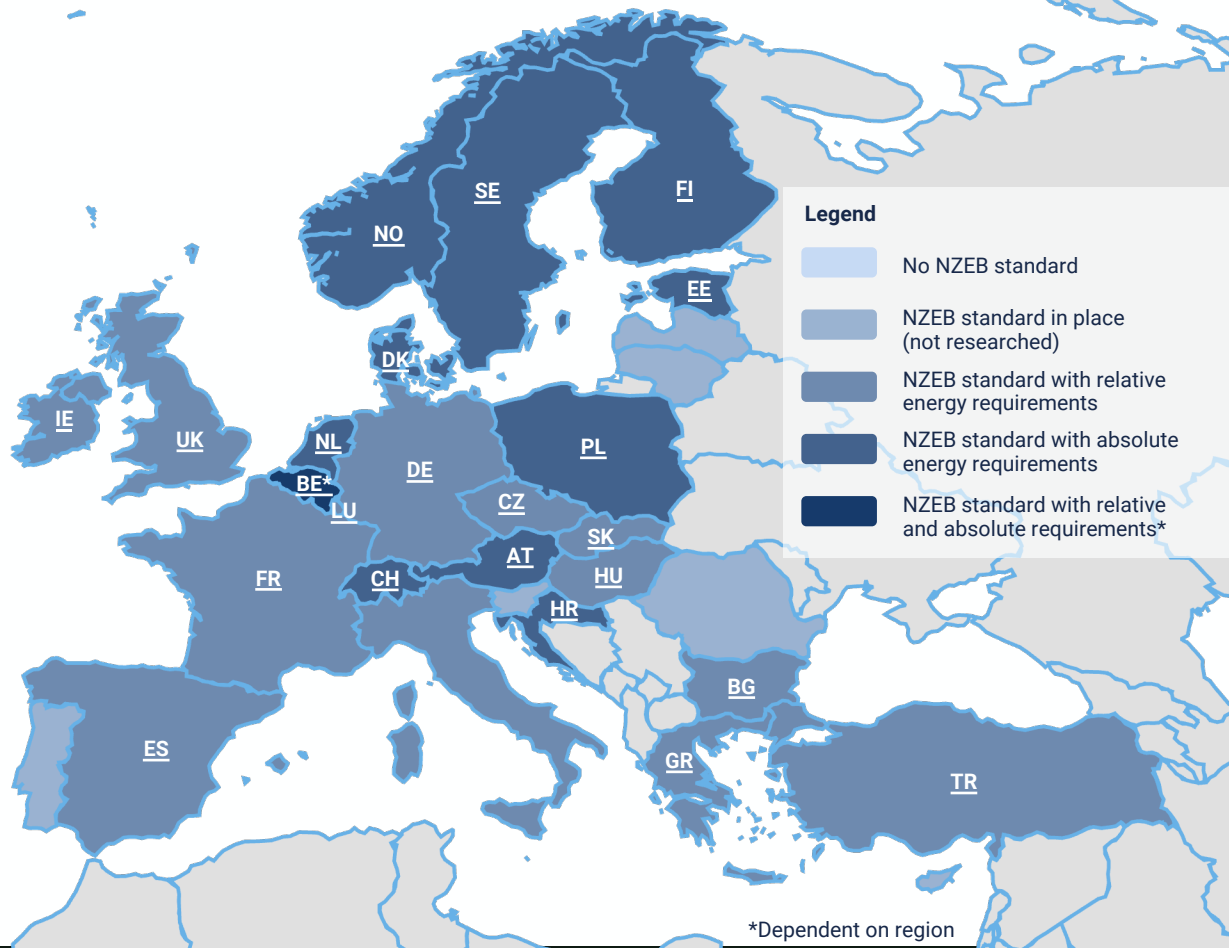 SE
FI
NO
Legend
No NZEB standard
NZEB standard in place
(not researched)
NZEB standard with relative
energy requirements
NZEB standard with absolute
energy requirements
NZEB standard with relative
and absolute requirements*
EE
DK
IE
UK
NL
PL
DE
BE*
CZ
LU
SK
AT
HU
FR
CH
HR
BG
ES
GR
TR
*Dependent on region